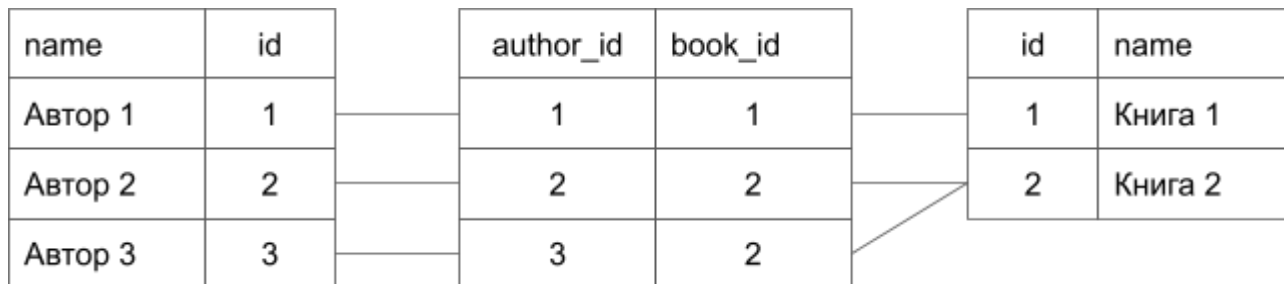 name id author_id book_id id name
Автор 1 1 1 1 1 Книга 1
Автор 2 2 2 2 2 Книга 2
Автор 3 3 3 2